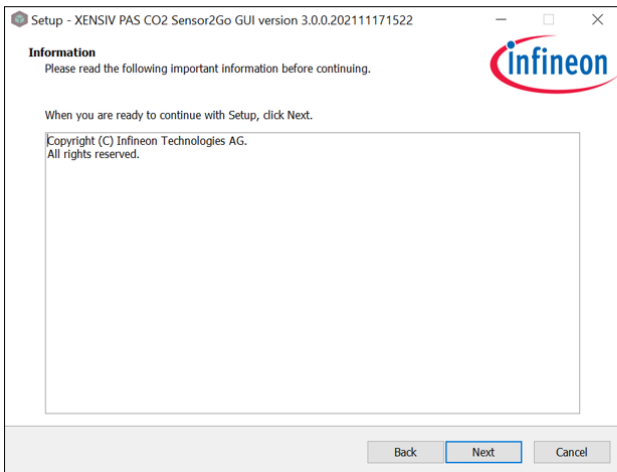 Setup - XENSIV PAS CO2 Sensor2Go GUI version 3.0.0.202111171522
Information
Please read the following important information before continuing.
infineon
When you are ready to continue with Setup, click Next.
Copyright (C) Infineon Technologies AG.
All rights reserved.
Back Next Cancel